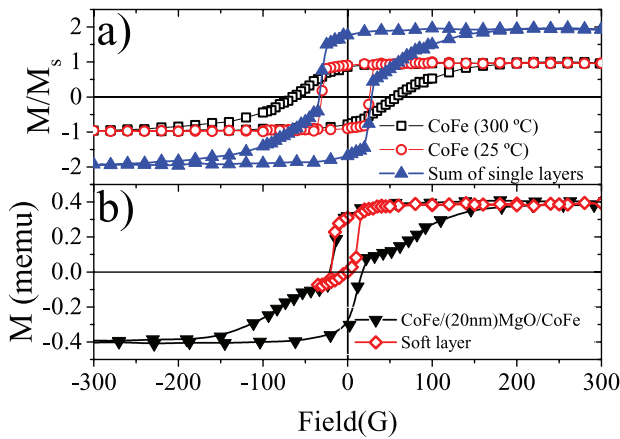 a)
2
1
0
-1
-2
M/Mₛ
CoFe (300 ºC)
CoFe (25 ºC)
Sum of single layers
b)
0.4
0.2
0.0
-0.2
-0.4
M (memu)
CoFe/(20nm)MgO/CoFe
Soft layer
-300 -200 -100 0 100 200 300
Field(G)